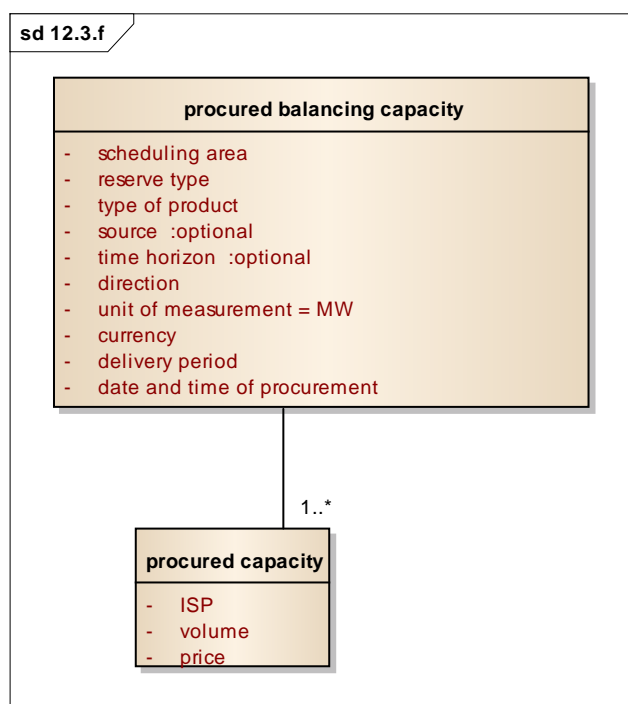 sd 12.3.f
procured balancing capacity
- scheduling area
- reserve type
- type of product
- source :optional
- time horizon :optional
- direction
- unit of measurement = MW
- currency
- delivery period
- date and time of procurement
1..*
procured capacity
- ISP
- volume
- price